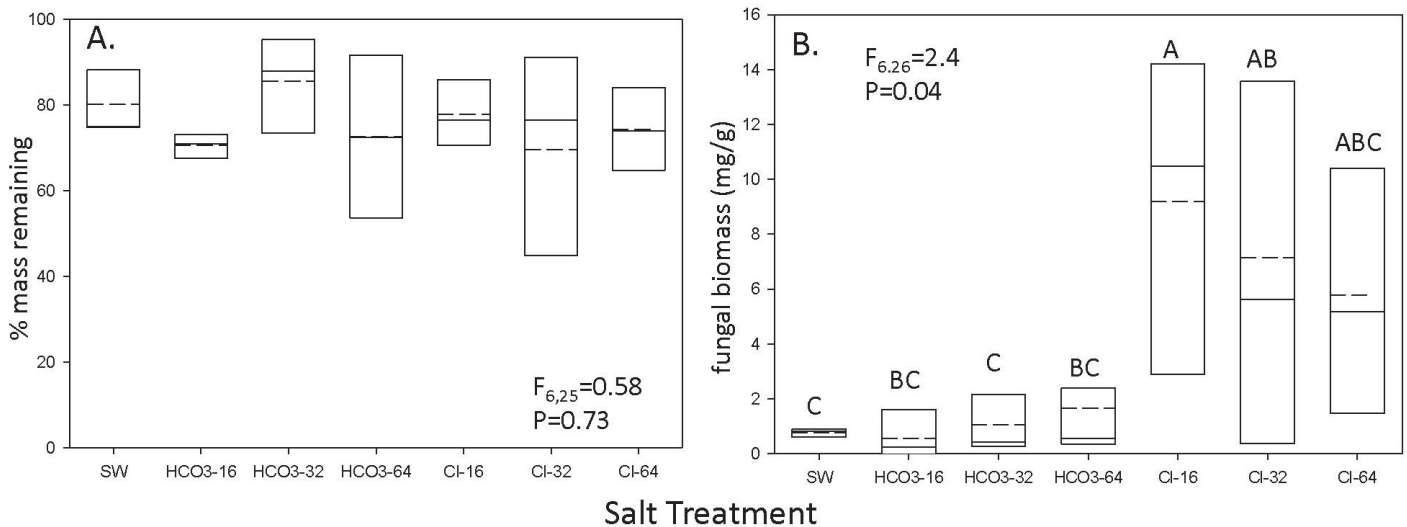 A.
% mass remaining
100
80
60
40
20
0
F6,25=0.58
P=0.73
SW HCO3-16 HCO3-32 HCO3-64 Cl-16 Cl-32 Cl-64
B.
fungal biomass (mg/g)
16
14
12
10
8
6
4
2
0
F6.26=2.4
P=0.04
C BC C BC A AB ABC
SW HCO3-16 HCO3-32 HCO3-64 Cl-16 Cl-32 Cl-64
Salt Treatment